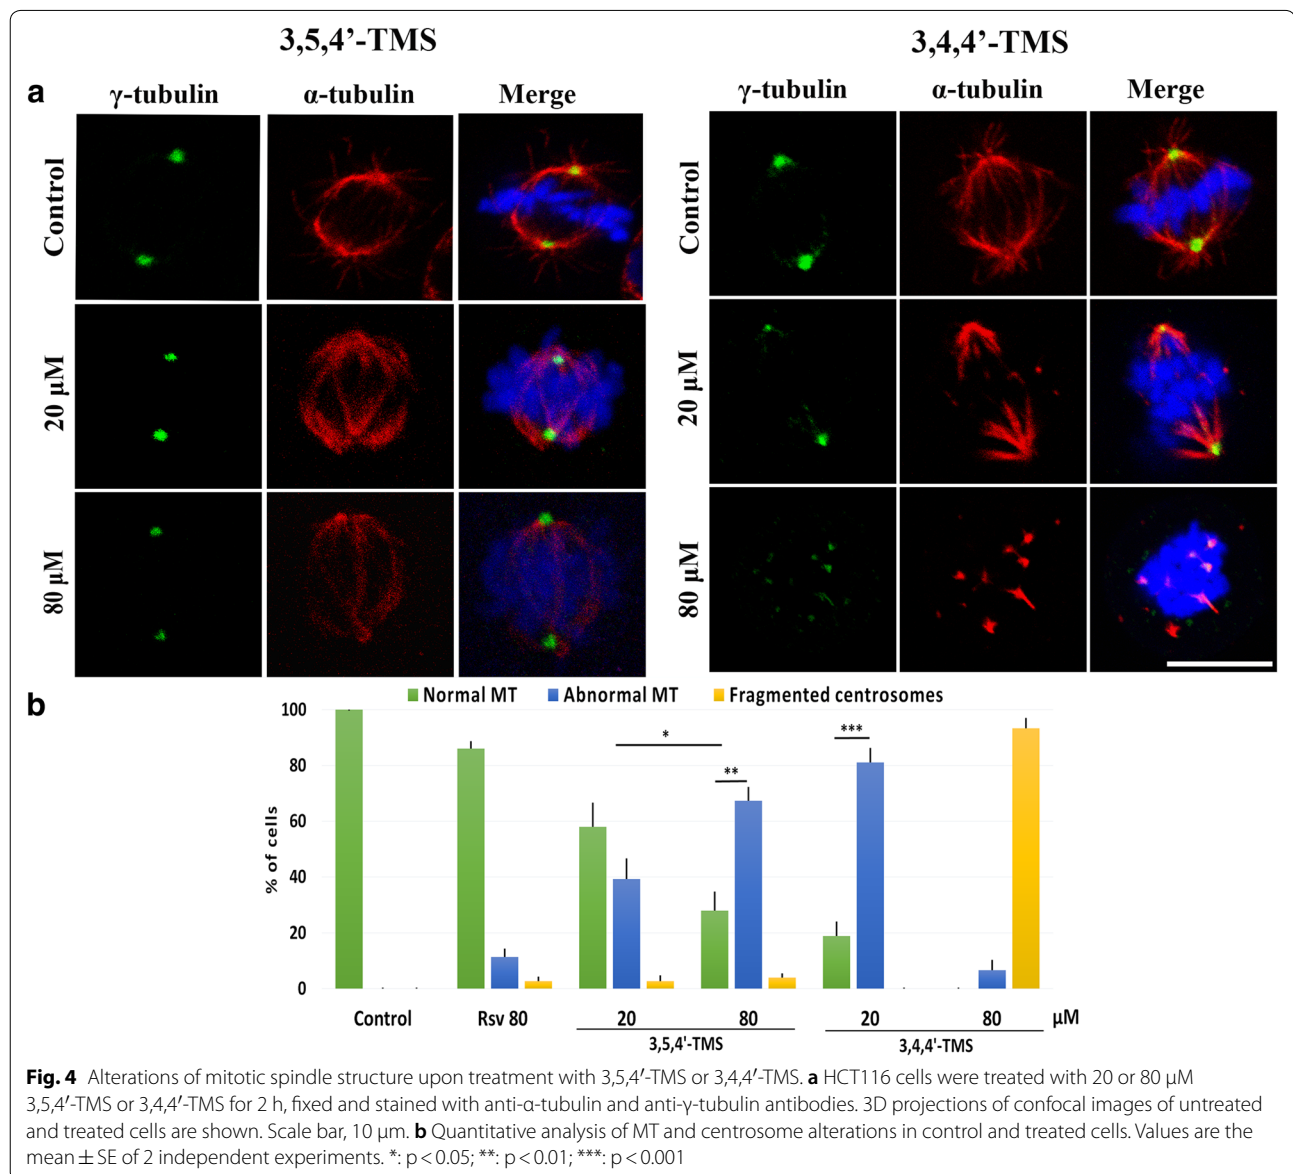 3,5,4’-TMS
3,4,4’-TMS
a
γ-tubulin
α-tubulin
Merge
γ-tubulin
α-tubulin
Merge
Control
20 µM
80 µM
Control
20 µM
80 µM
b
Normal MT
Abnormal MT
Fragmented centrosomes
% of cells
100
80
60
40
20
0
*
**
***
Control
Rsv 80
20
80
20
80
µM
3,5,4'-TMS
3,4,4'-TMS
Fig. 4 Alterations of mitotic spindle structure upon treatment with 3,5,4′-TMS or 3,4,4′-TMS. a HCT116 cells were treated with 20 or 80 µM
3,5,4′-TMS or 3,4,4′-TMS for 2 h, fixed and stained with anti-α-tubulin and anti-γ-tubulin antibodies. 3D projections of confocal images of untreated
and treated cells are shown. Scale bar, 10 µm. b Quantitative analysis of MT and centrosome alterations in control and treated cells. Values are the
mean ± SE of 2 independent experiments. *: p < 0.05; **: p < 0.01; ***: p < 0.001